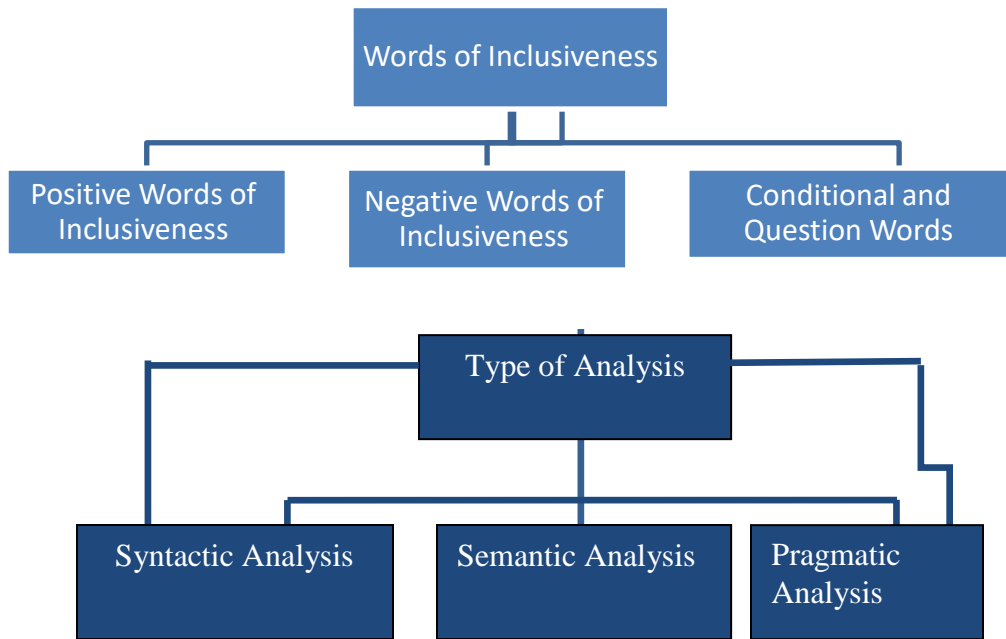 Words of Inclusiveness
Positive Words of
Inclusiveness
Negative Words of
Inclusiveness
Conditional and
Question Words
Type of Analysis
Syntactic Analysis
Semantic Analysis
Pragmatic
Analysis